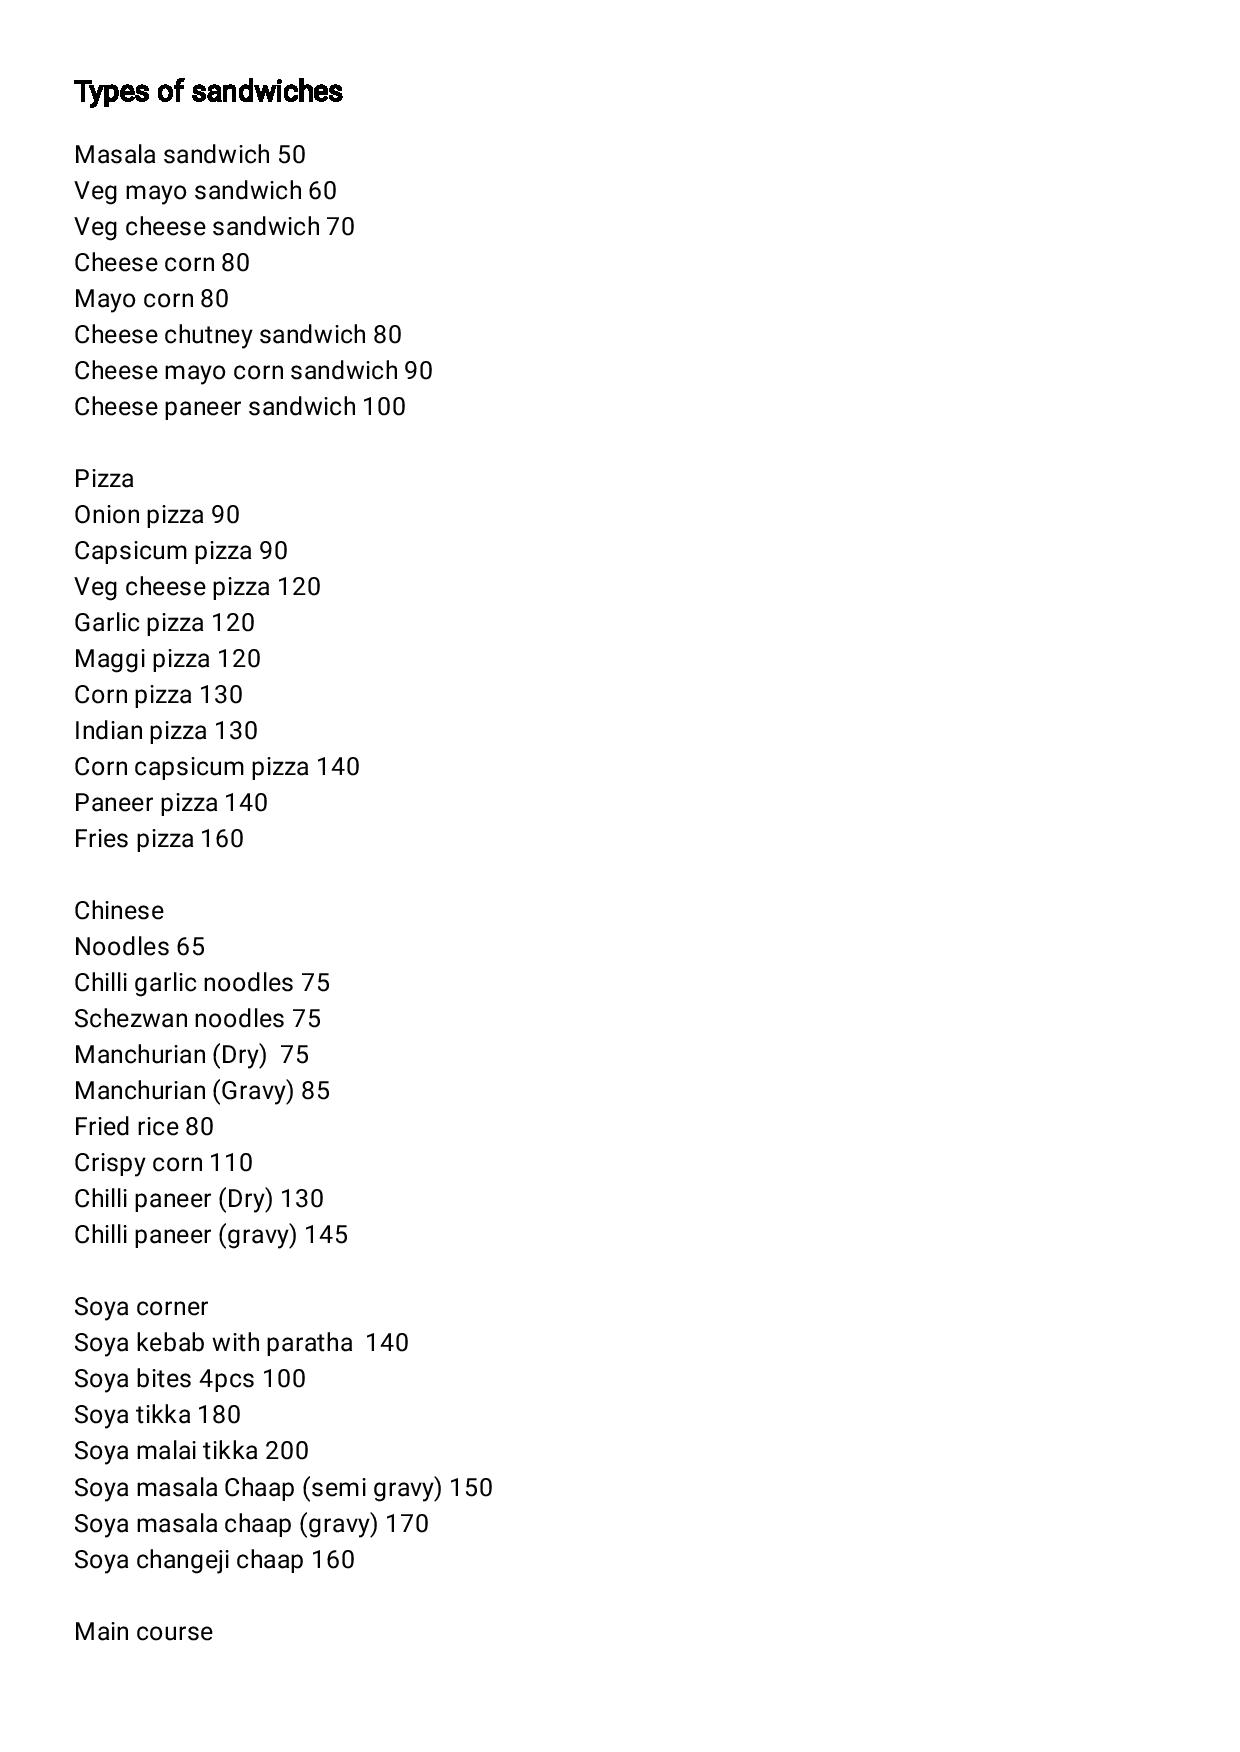 Types of sandwiches
Masala sandwich 50
Veg mayo sandwich 60
Veg cheese sandwich 70
Cheese corn 80
Mayo corn 80
Cheese chutney sandwich 80
Cheese mayo corn sandwich 90
Cheese paneer sandwich 100
Pizza
Onion pizza 90
Capsicum pizza 90
Veg cheese pizza 120
Garlic pizza 120
Maggi pizza 120
Corn pizza 130
Indian pizza 130
Corn capsicum pizza 140
Paneer pizza 140
Fries pizza 160
Chinese
Noodles 65
Chilli garlic noodles 75
Schezwan noodles 75
Manchurian (Dry)  75
Manchurian (Gravy) 85
Fried rice 80
Crispy corn 110
Chilli paneer (Dry) 130
Chilli paneer (gravy) 145
Soya corner
Soya kebab with paratha  140
Soya bites 4pcs 100
Soya tikka 180
Soya malai tikka 200
Soya masala Chaap (semi gravy) 150
Soya masala chaap (gravy) 170
Soya changeji chaap 160
Main course